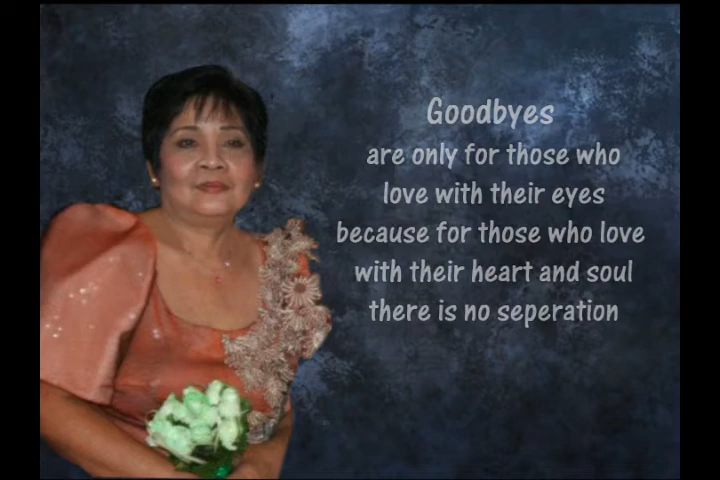 Goodbyes
are only for those who
love with their eyes
because for those who love
with their heart and soul
there is no seperation